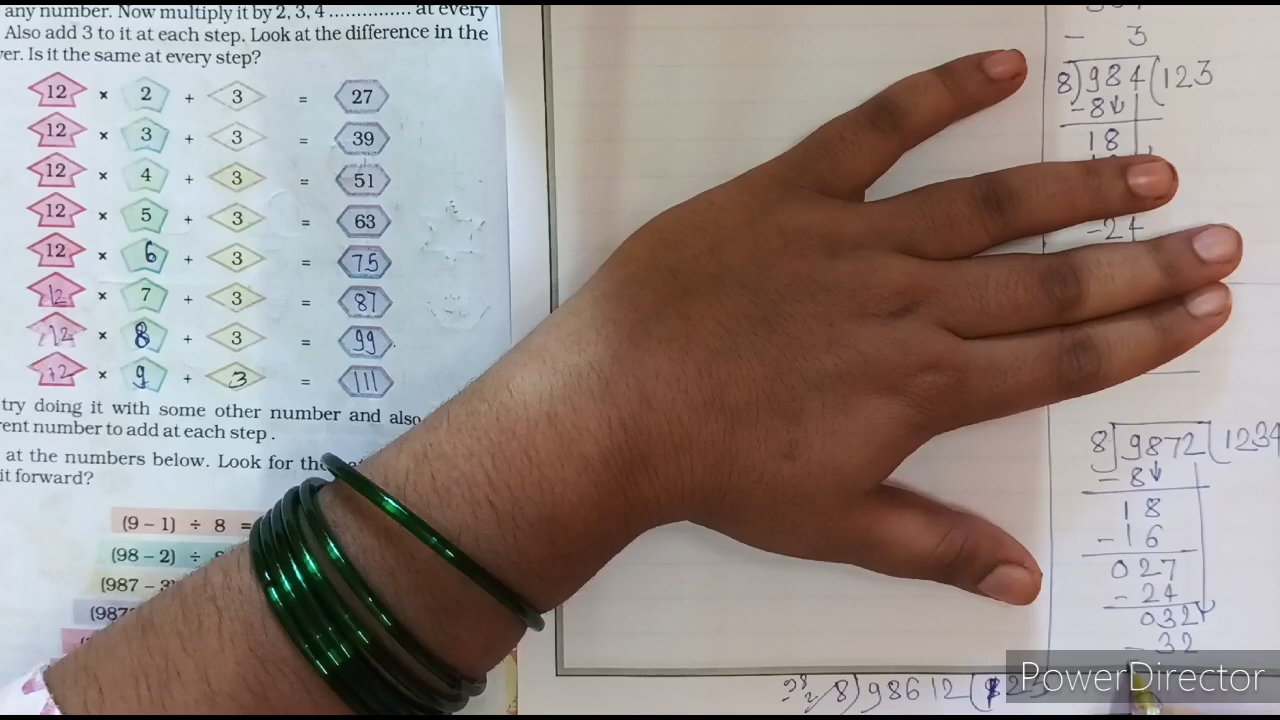 any number. Now multiply it by 2, 3, 4 ............... at every
Also add 3 to it at each step. Look at the difference in the
er. Is it the same at every step?
12 × 2 + 3 = 27
12 × 3 + 3 = 39
12 × 4 + 3 = 51
12 × 5 + 3 = 63
12 × 6 + 3 = 75
12 × 7 + 3 = 87
12 × 8 + 3 = 99
12 × 9 + 3 = 111
try doing it with some other number and also
ent number to add at each step .
at the numbers below. Look for the
it forward?
(9 – 1) ÷ 8 =
(98 – 2) ÷
(987 – 3)
(987
– 3
8)984(123
-8↓
18
-24
8)9872(1234
-8↓
18
-16
027
-24
032
-32
PowerDirector